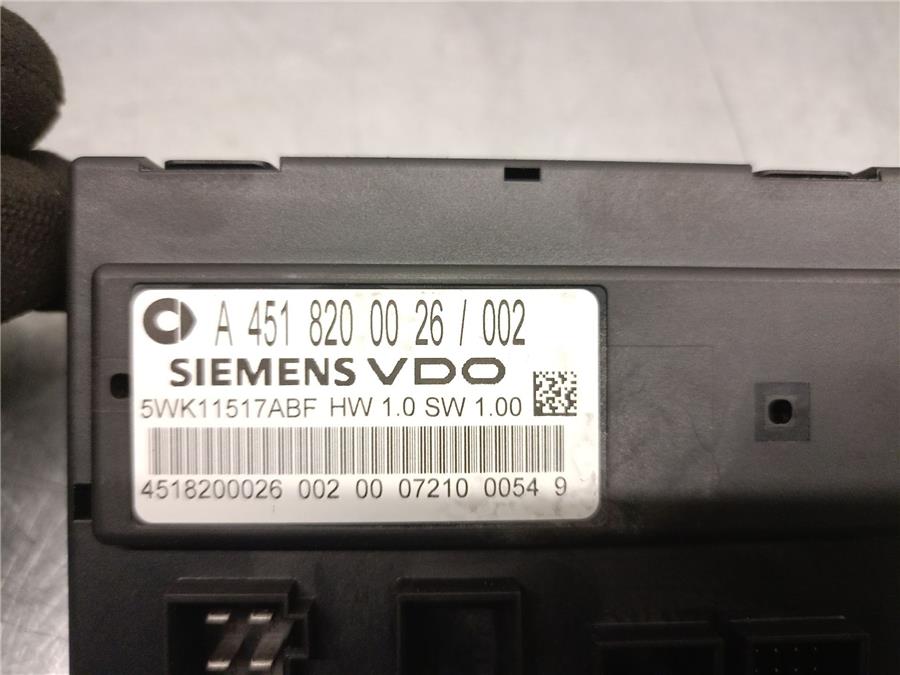 A 451 820 00 26 / 002
SIEMENS VDO
5WK11517ABF HW 1.0 SW 1.00
4518200026 002 00 07210 0054 9